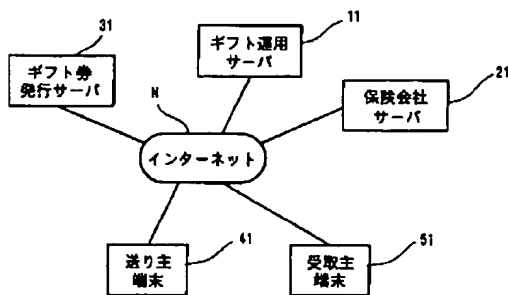 31
ギフト券
発行サーバ
ギフト運用
サーバ
11
保険会社
サーバ
21
N
インターネット
送り主
端末
41
受取主
端末
51